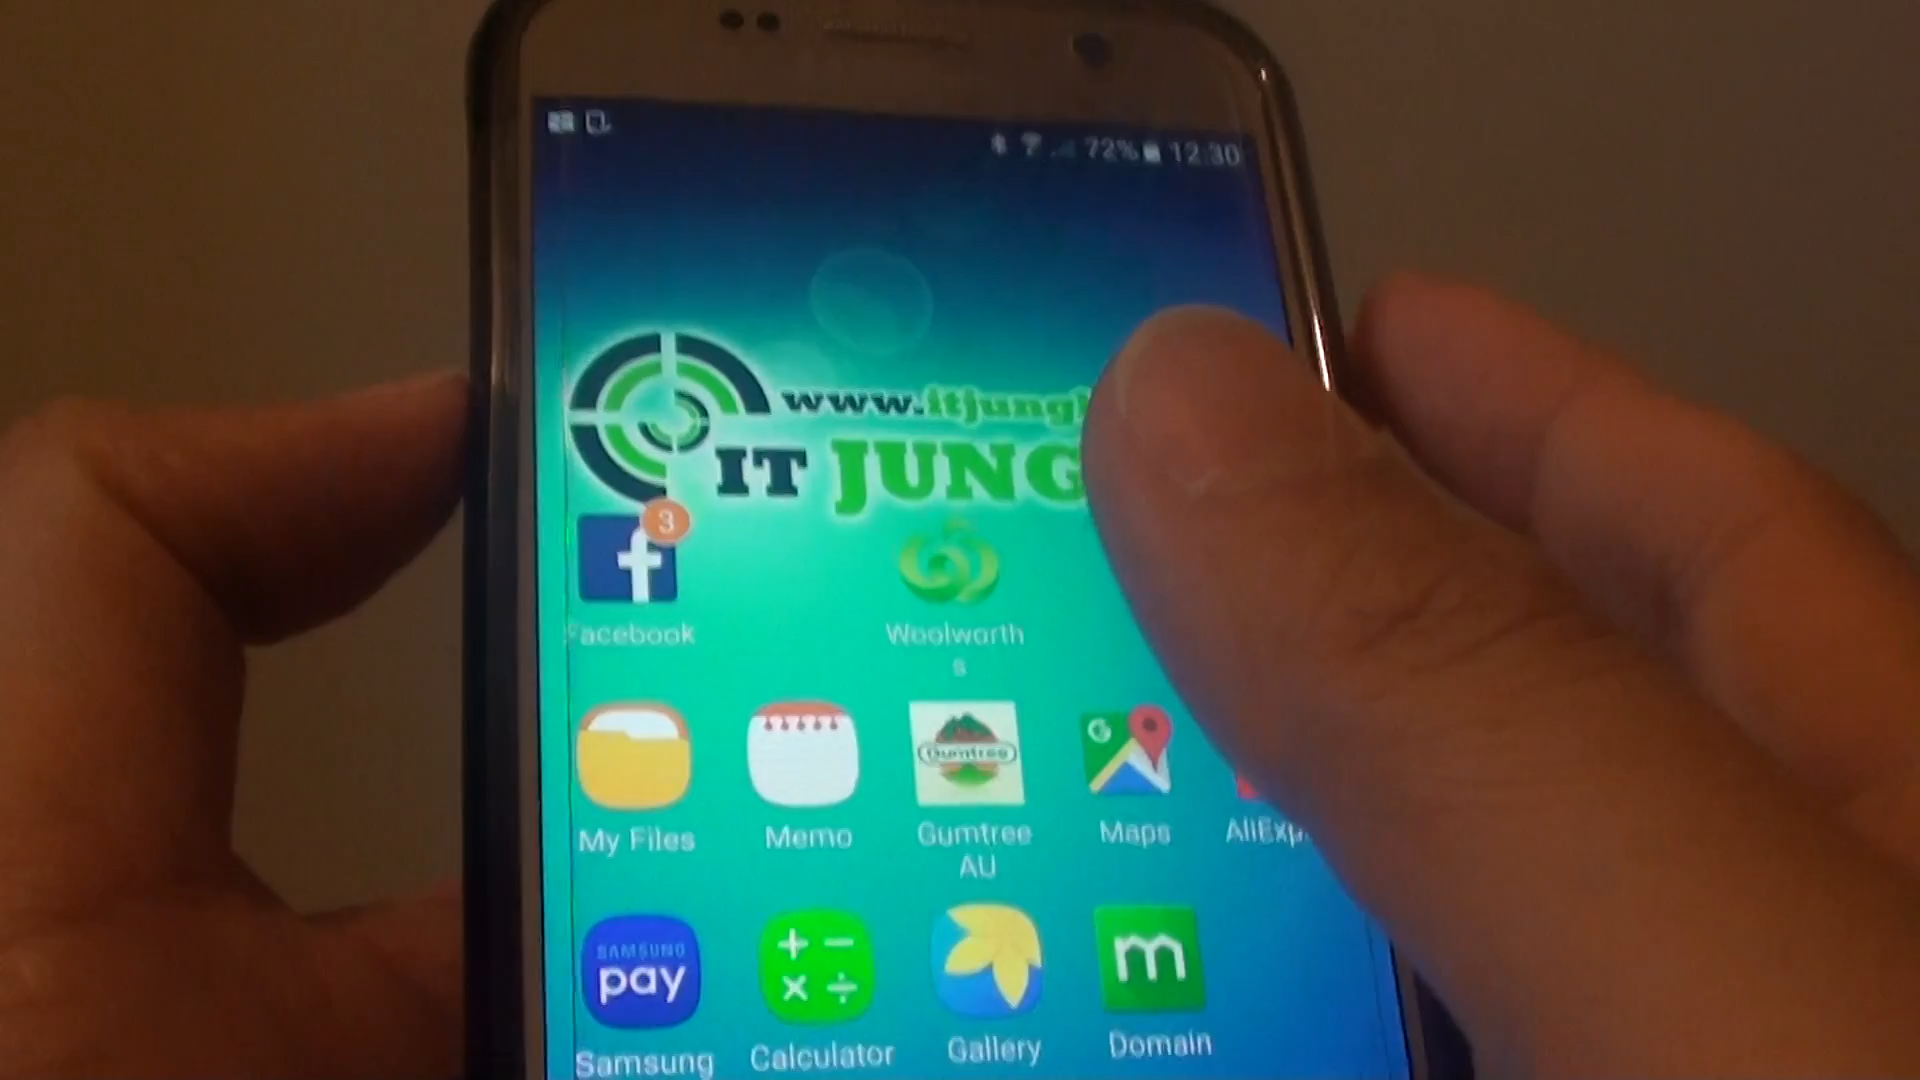 72% 12:30
www.itjungl
IT JUNG
3
f
Facebook
Woolworth
s
G
Gumtree
My Files
Memo
Gumtree
AU
Maps
AliExp
SAMSUNG
pay
+ −
× ÷
m
Samsung
Calculator
Gallery
Domain